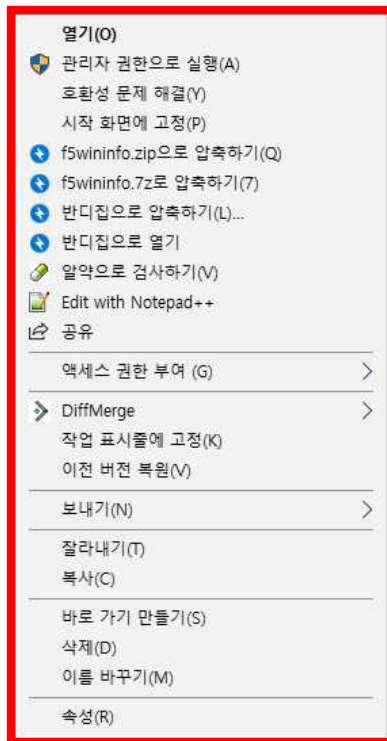 열기(O)
관리자 권한으로 실행(A)
호환성 문제 해결(Y)
시작 화면에 고정(P)
f5wininfo.zip으로 압축하기(Q)
f5wininfo.7z로 압축하기(7)
반디집으로 압축하기(L)...
반디집으로 열기
알약으로 검사하기(V)
Edit with Notepad++
공유
액세스 권한 부여 (G)
DiffMerge
작업 표시줄에 고정(K)
이전 버전 복원(V)
보내기(N)
잘라내기(T)
복사(C)
바로 가기 만들기(S)
삭제(D)
이름 바꾸기(M)
속성(R)